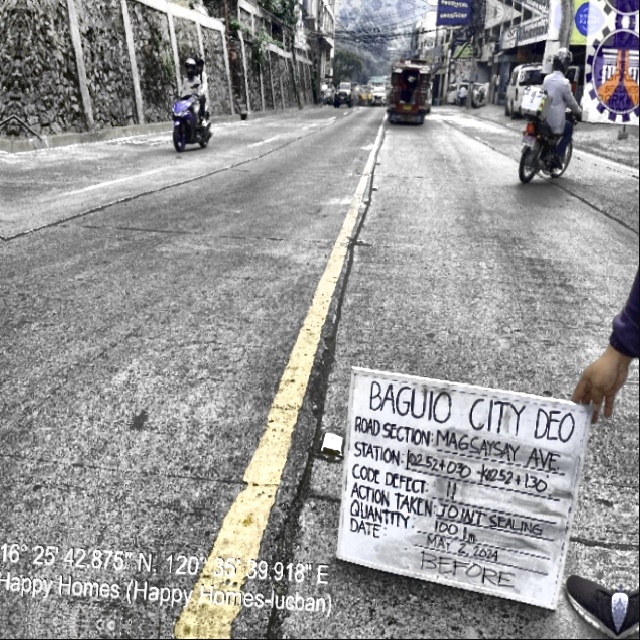 BAGUIO CITY DEO
ROAD SECTION: MAGSAYSAY AVE.
STATION: K0252+030 - K0252+130
CODE DEFECT: 11
ACTION TAKEN: JOINT SEALING
QUANTITY: 100 lm
DATE: MAY 2, 2024
BEFORE
16° 25' 42.875" N, 120° 35' 59.918" E
Happy Homes (Happy Homes-lucban)